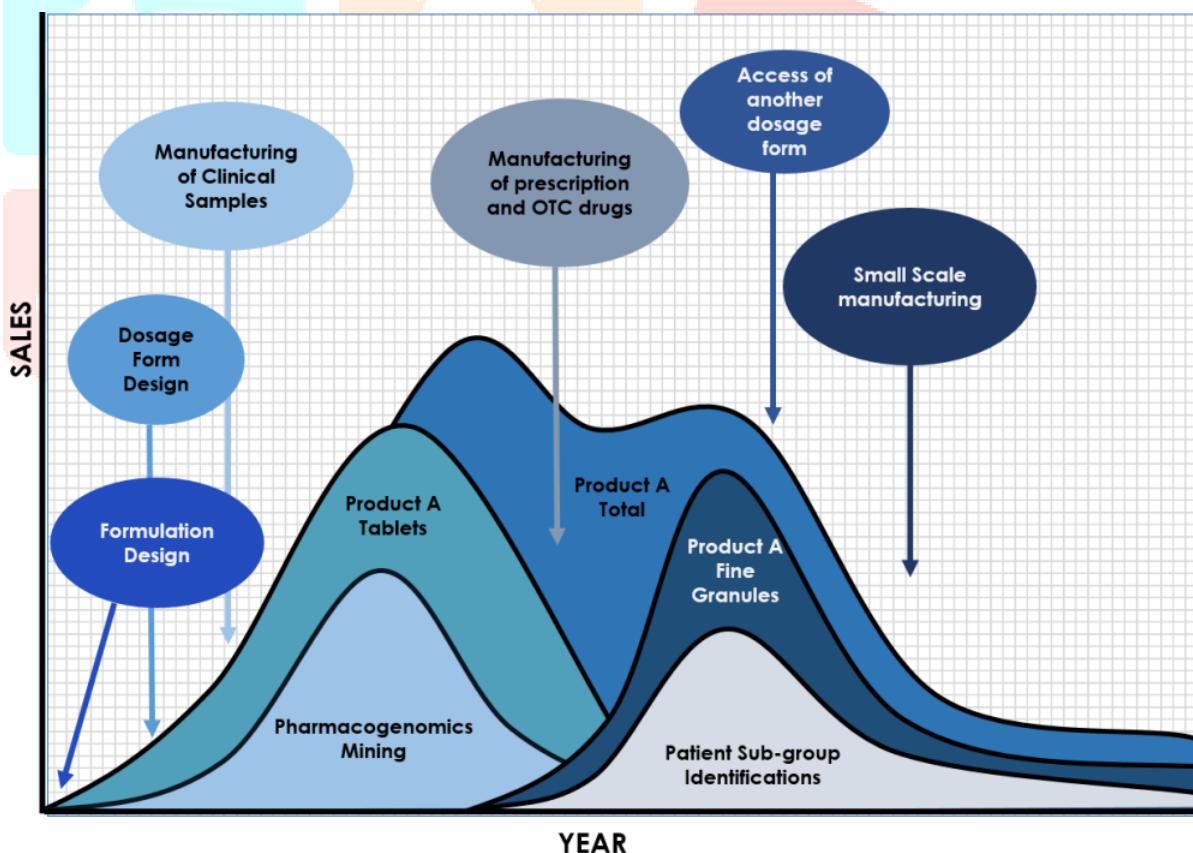 Access of
another
dosage
form
Manufacturing
of Clinical
Samples
Manufacturing
of prescription
and OTC drugs
Small Scale
manufacturing
Dosage
Form
Design
SALES
Formulation
Design
Product A
Tablets
Product A
Total
Product A
Fine
Granules
Pharmacogenomics
Mining
Patient Sub-group
Identifications
YEAR